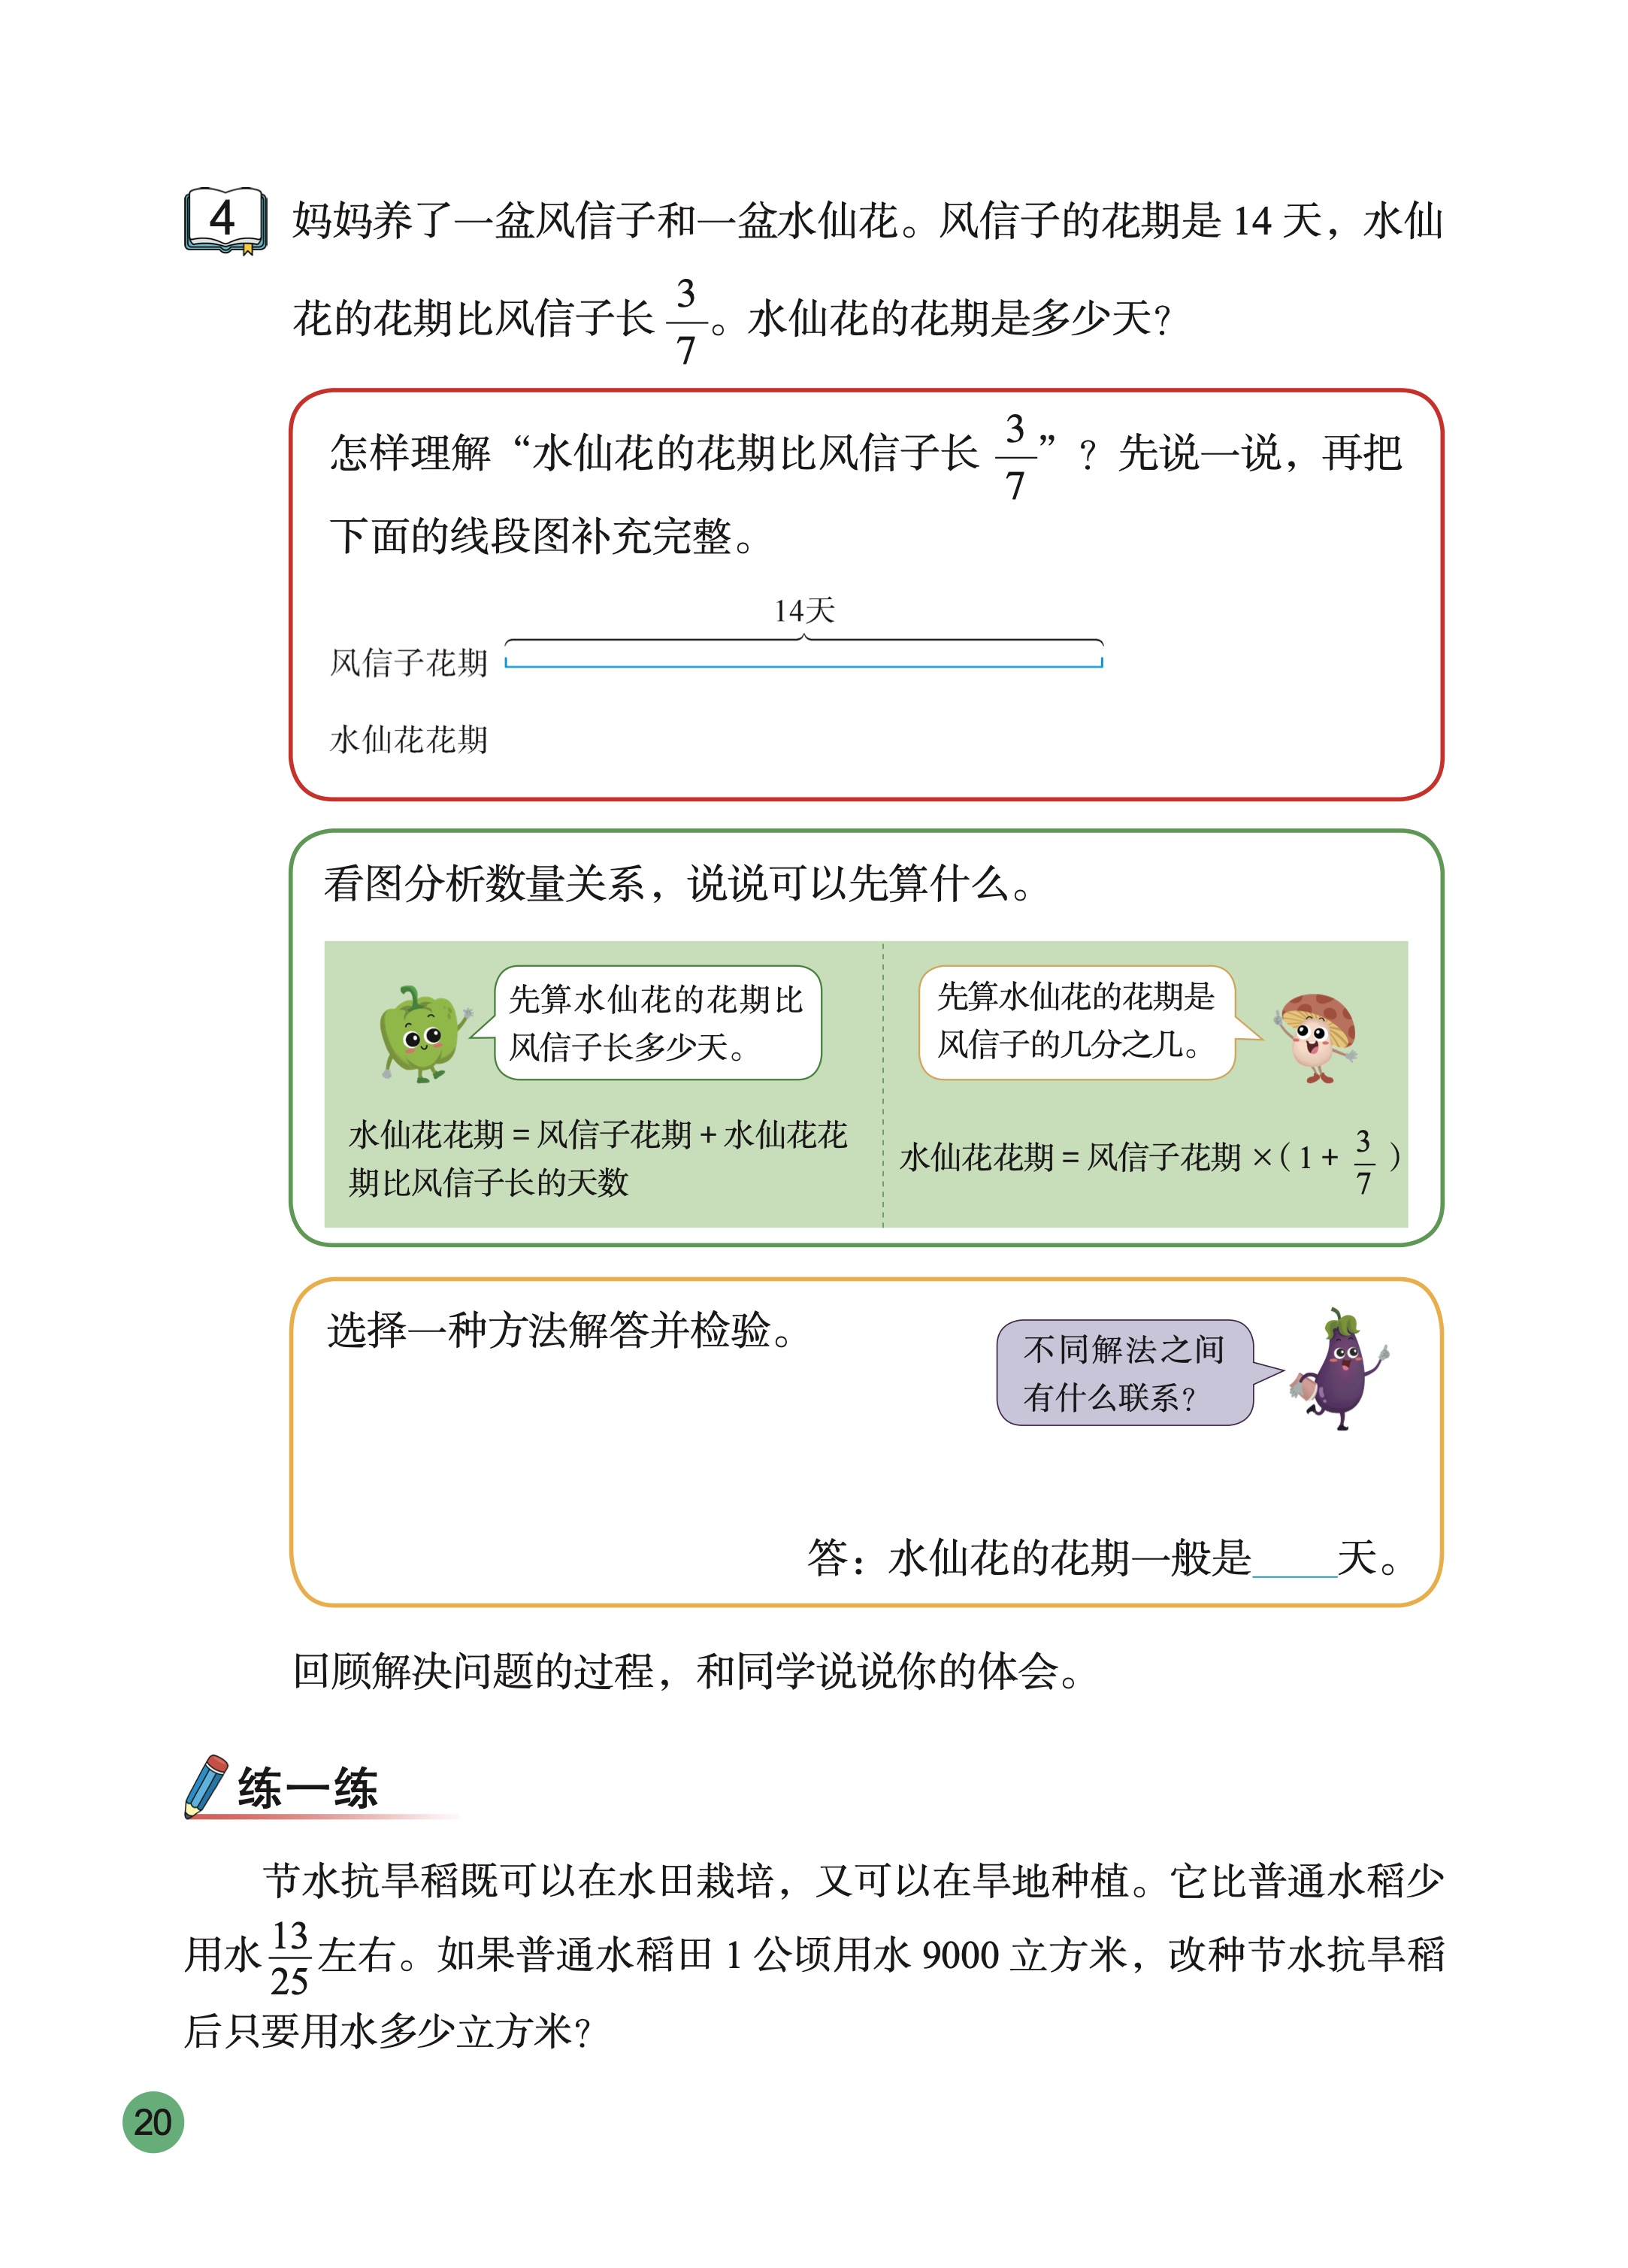 4 妈妈养了一盆风信子和一盆水仙花。风信子的花期是 14 天，水仙
花的花期比风信子长 3/7。水仙花的花期是多少天？
怎样理解“水仙花的花期比风信子长 3/7”？先说一说，再把
下面的线段图补充完整。
14天
风信子花期
水仙花花期
看图分析数量关系，说说可以先算什么。
先算水仙花的花期比
风信子长多少天。
水仙花花期 = 风信子花期 + 水仙花花
期比风信子长的天数
先算水仙花的花期是
风信子的几分之几。
水仙花花期 = 风信子花期 ×（1 + 3/7）
选择一种方法解答并检验。
不同解法之间
有什么联系？
答：水仙花的花期一般是____天。
回顾解决问题的过程，和同学说说你的体会。
练一练
节水抗旱稻既可以在水田栽培，又可以在旱地种植。它比普通水稻少
用水 13/25 左右。如果普通水稻田 1 公顷用水 9000 立方米，改种节水抗旱稻
后只要用水多少立方米？
20